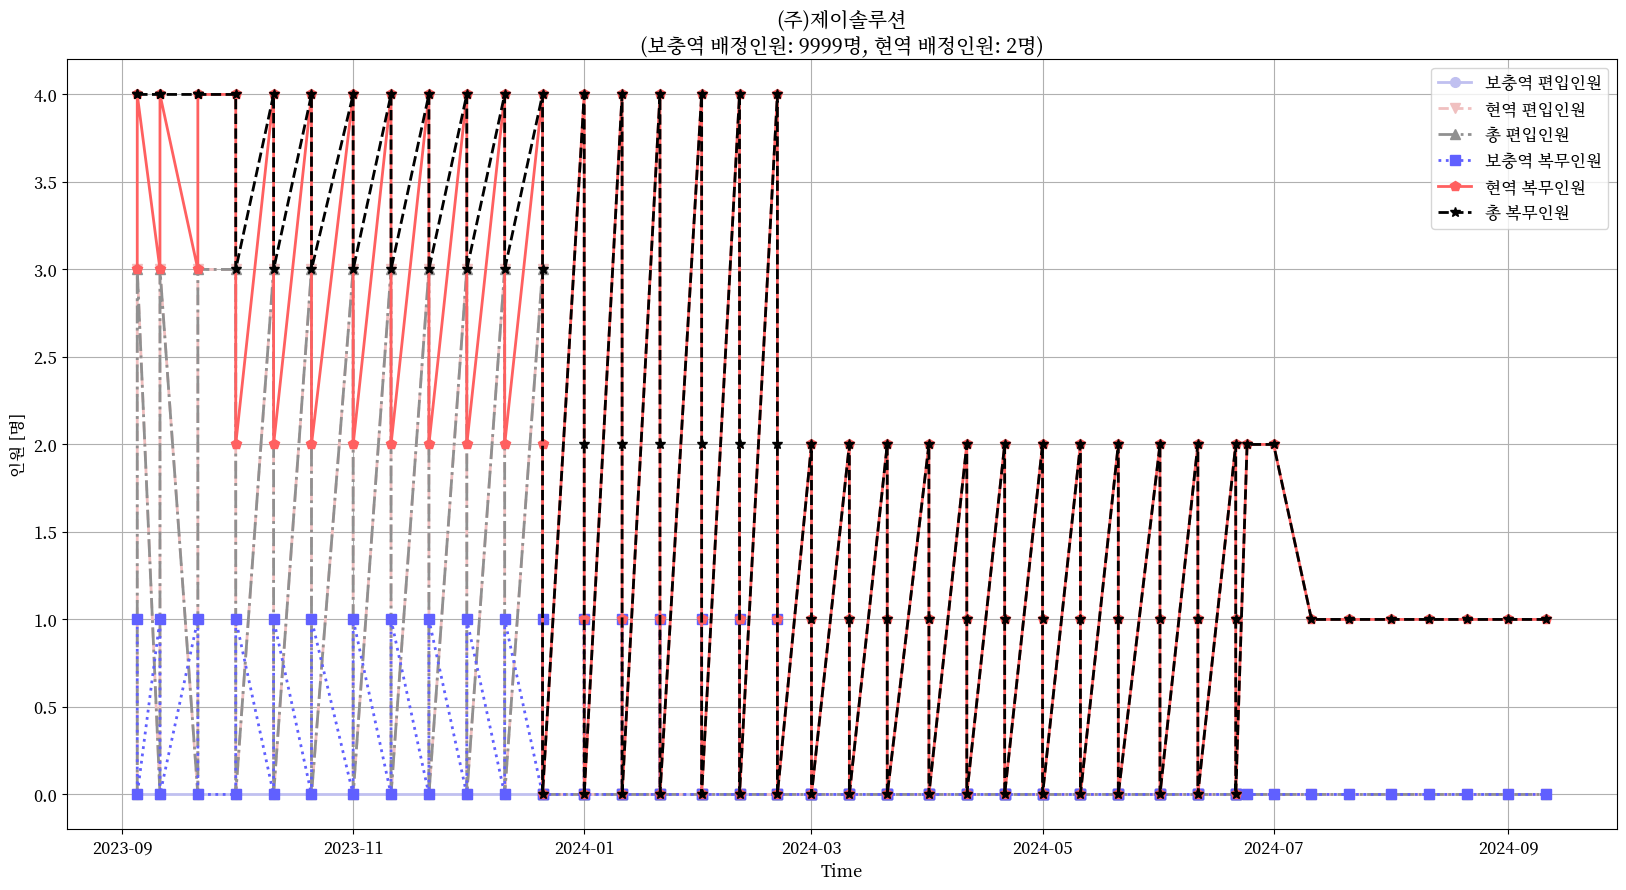 (주)제이솔루션
(보충역 배정인원: 9999명, 현역 배정인원: 2명)
인원 [명]
4.0
3.5
3.0
2.5
2.0
1.5
1.0
0.5
0.0
보충역 편입인원
현역 편입인원
총 편입인원
보충역 복무인원
현역 복무인원
총 복무인원
2023-09
2023-11
2024-01
2024-03
2024-05
2024-07
2024-09
Time